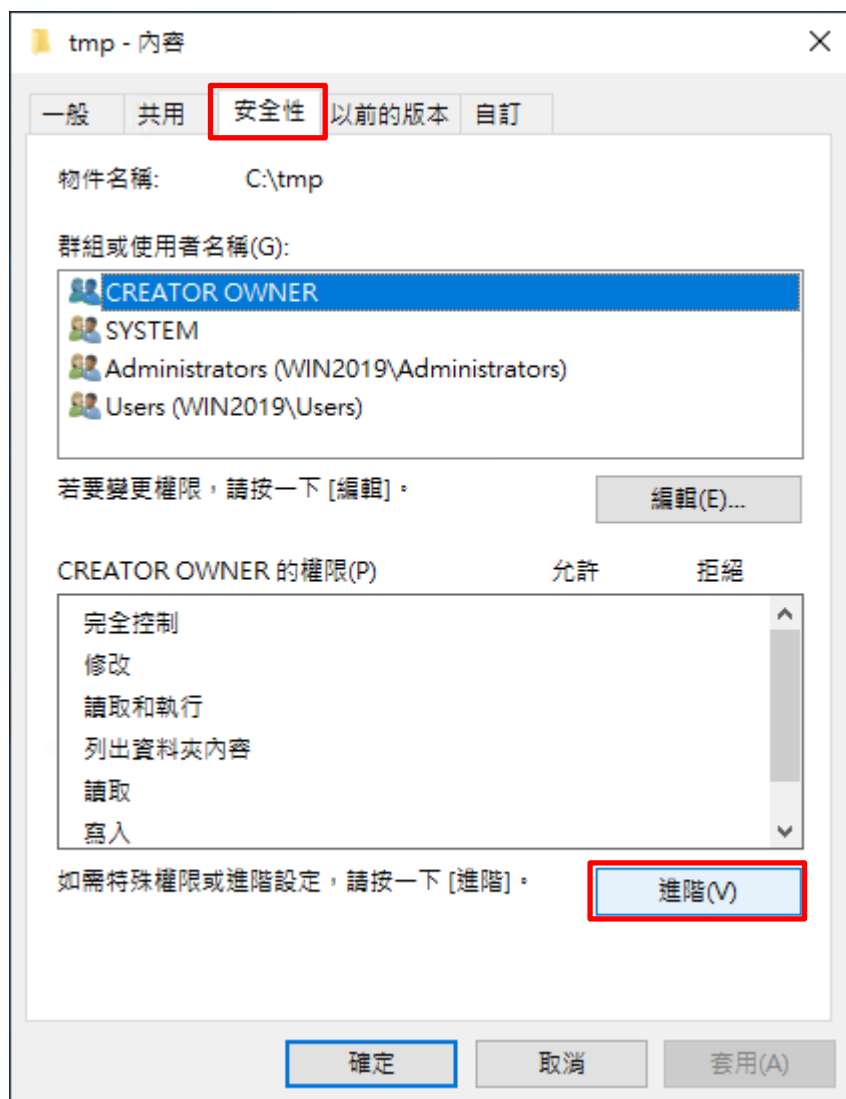 tmp - 內容
一般 共用 安全性 以前的版本 自訂
物件名稱: C:\tmp
群組或使用者名稱(G):
CREATOR OWNER
SYSTEM
Administrators (WIN2019\Administrators)
Users (WIN2019\Users)
若要變更權限，請按一下 [編輯]。
編輯(E)...
CREATOR OWNER 的權限(P) 允許 拒絕
完全控制
修改
讀取和執行
列出資料夾內容
讀取
寫入
如需特殊權限或進階設定，請按一下 [進階]。
進階(V)
確定 取消 套用(A)